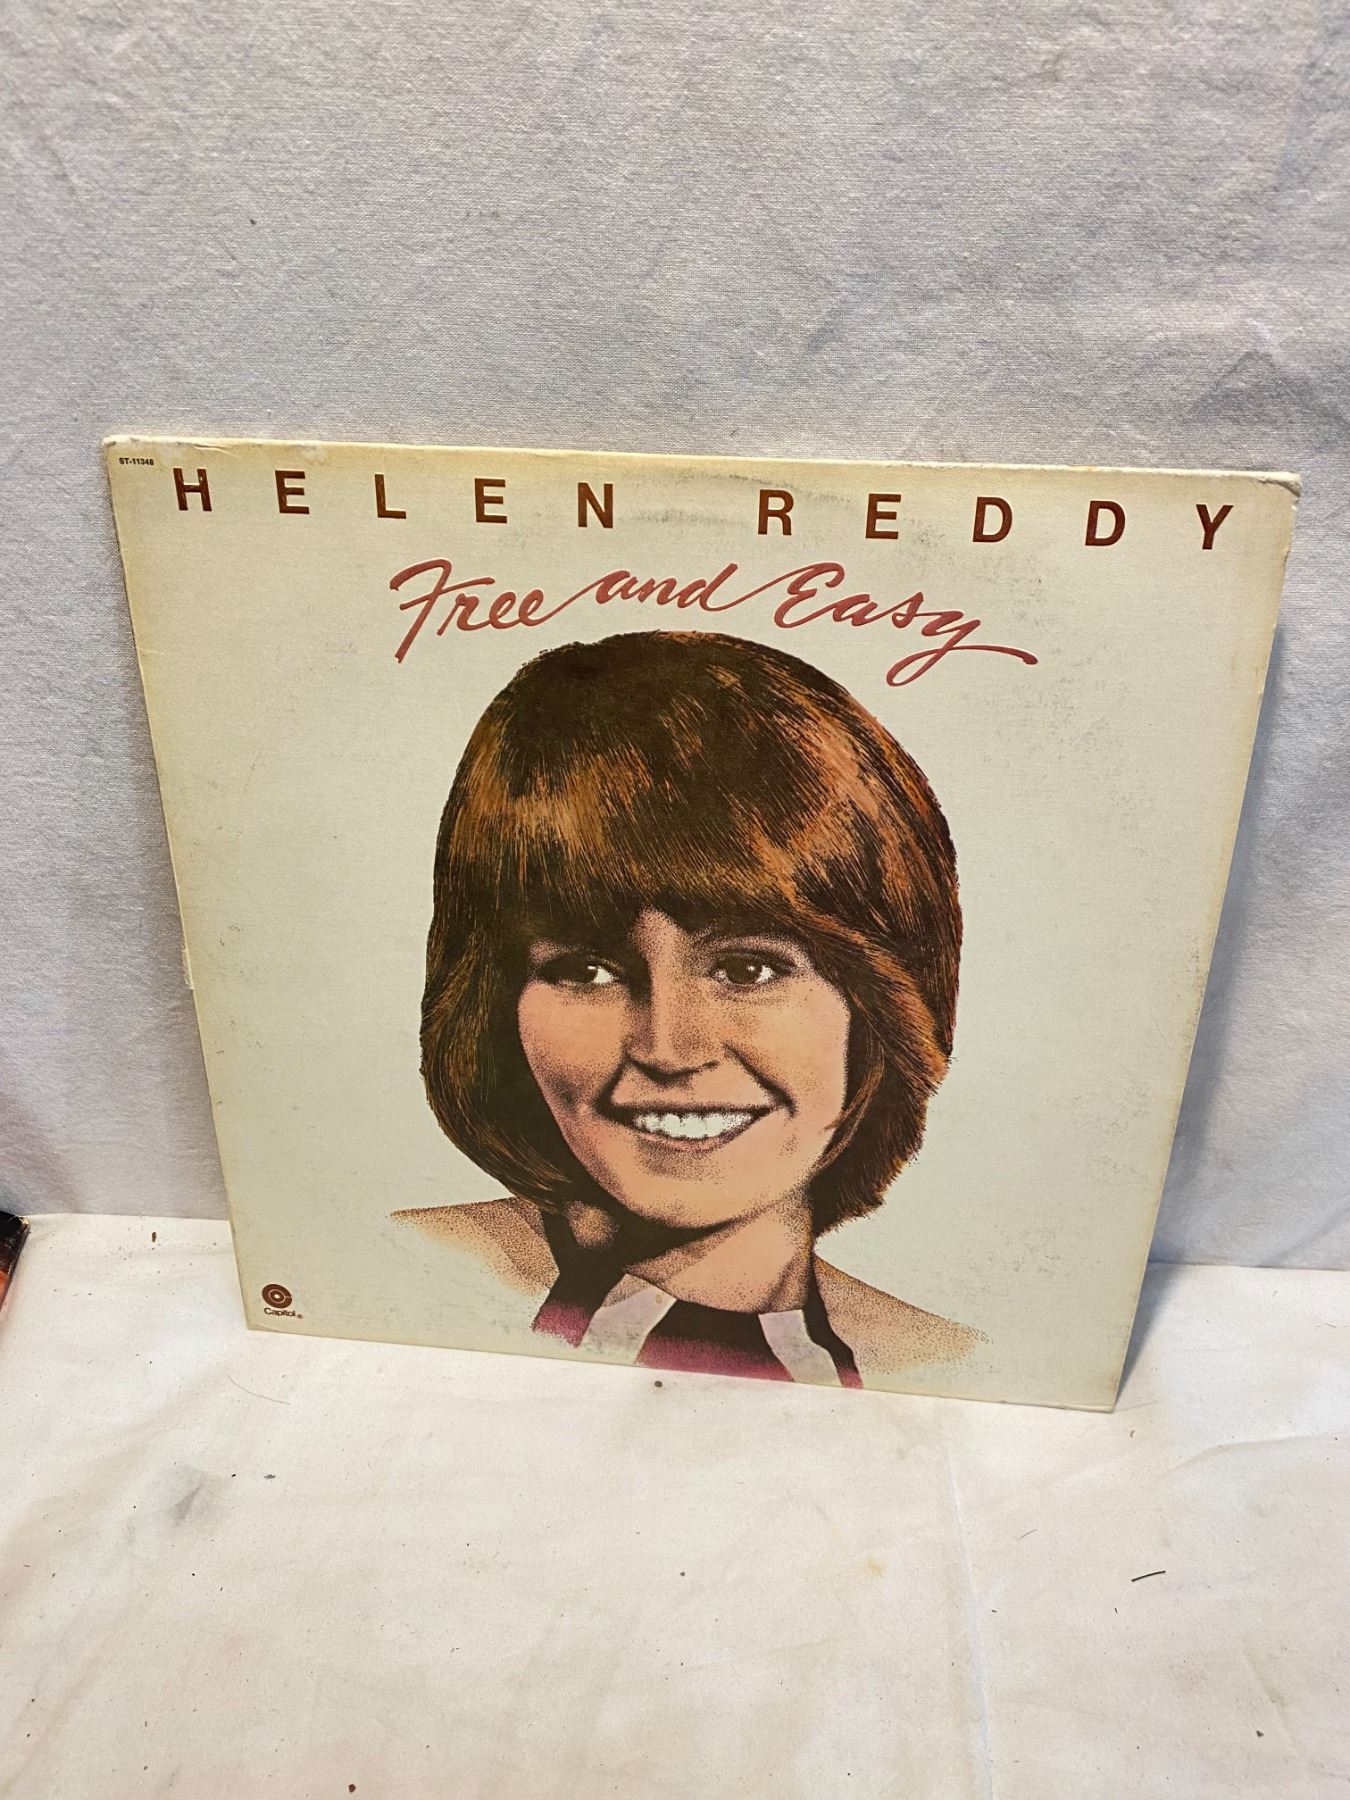 ST-11348
HELEN REDDY
Free and Easy
Capitol®